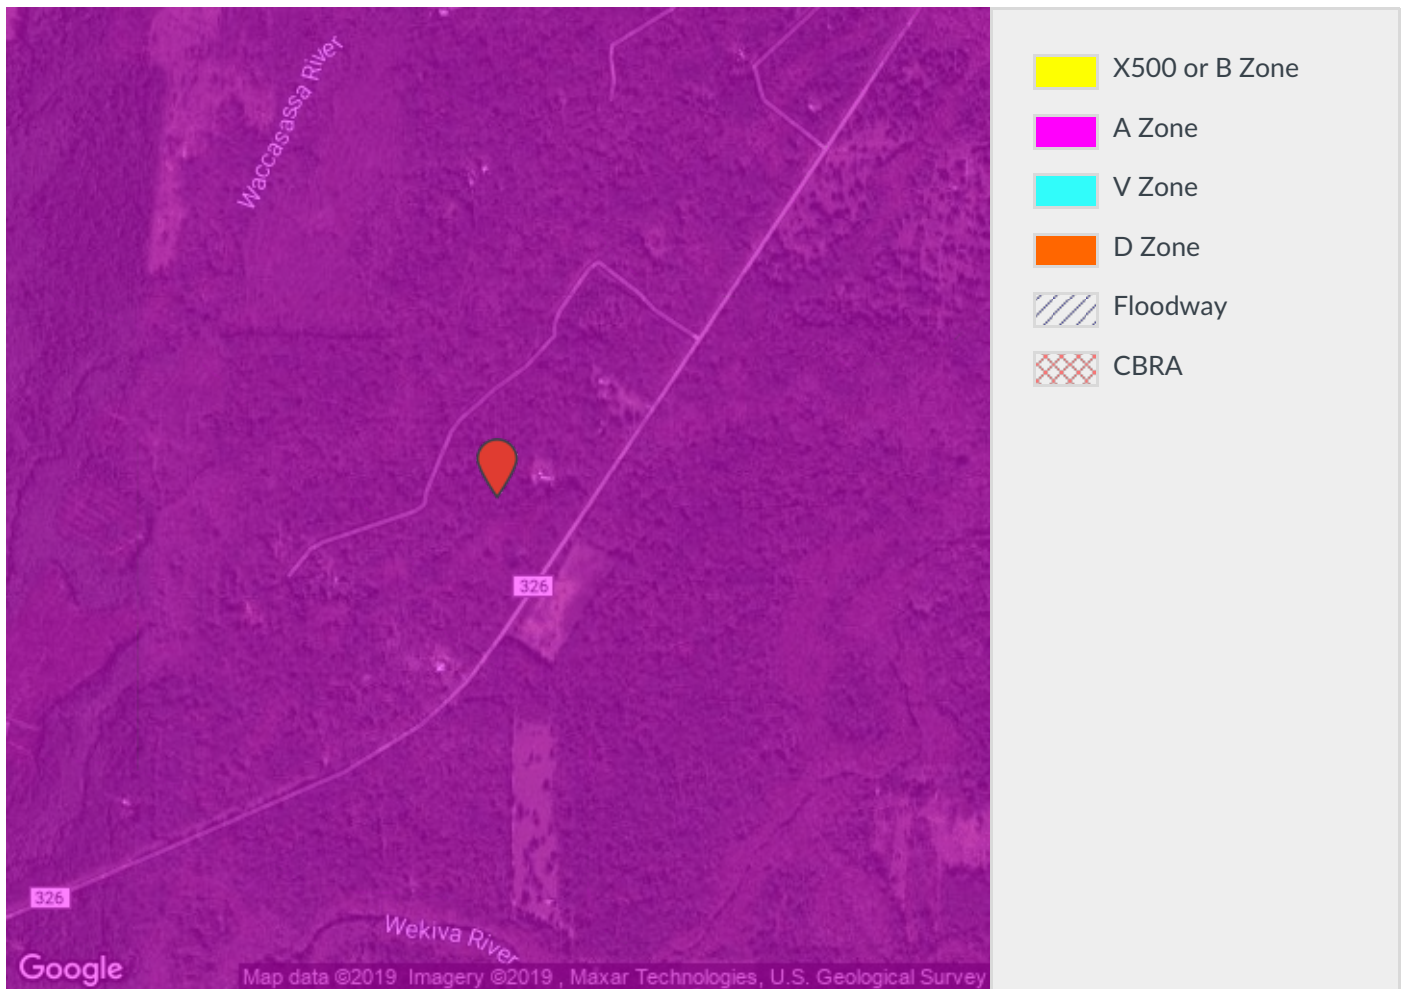 Waccasassa River
326
326
Wekiva River
Google
Map data ©2019 Imagery ©2019 , Maxar Technologies, U.S. Geological Survey
X500 or B Zone
A Zone
V Zone
D Zone
Floodway
CBRA